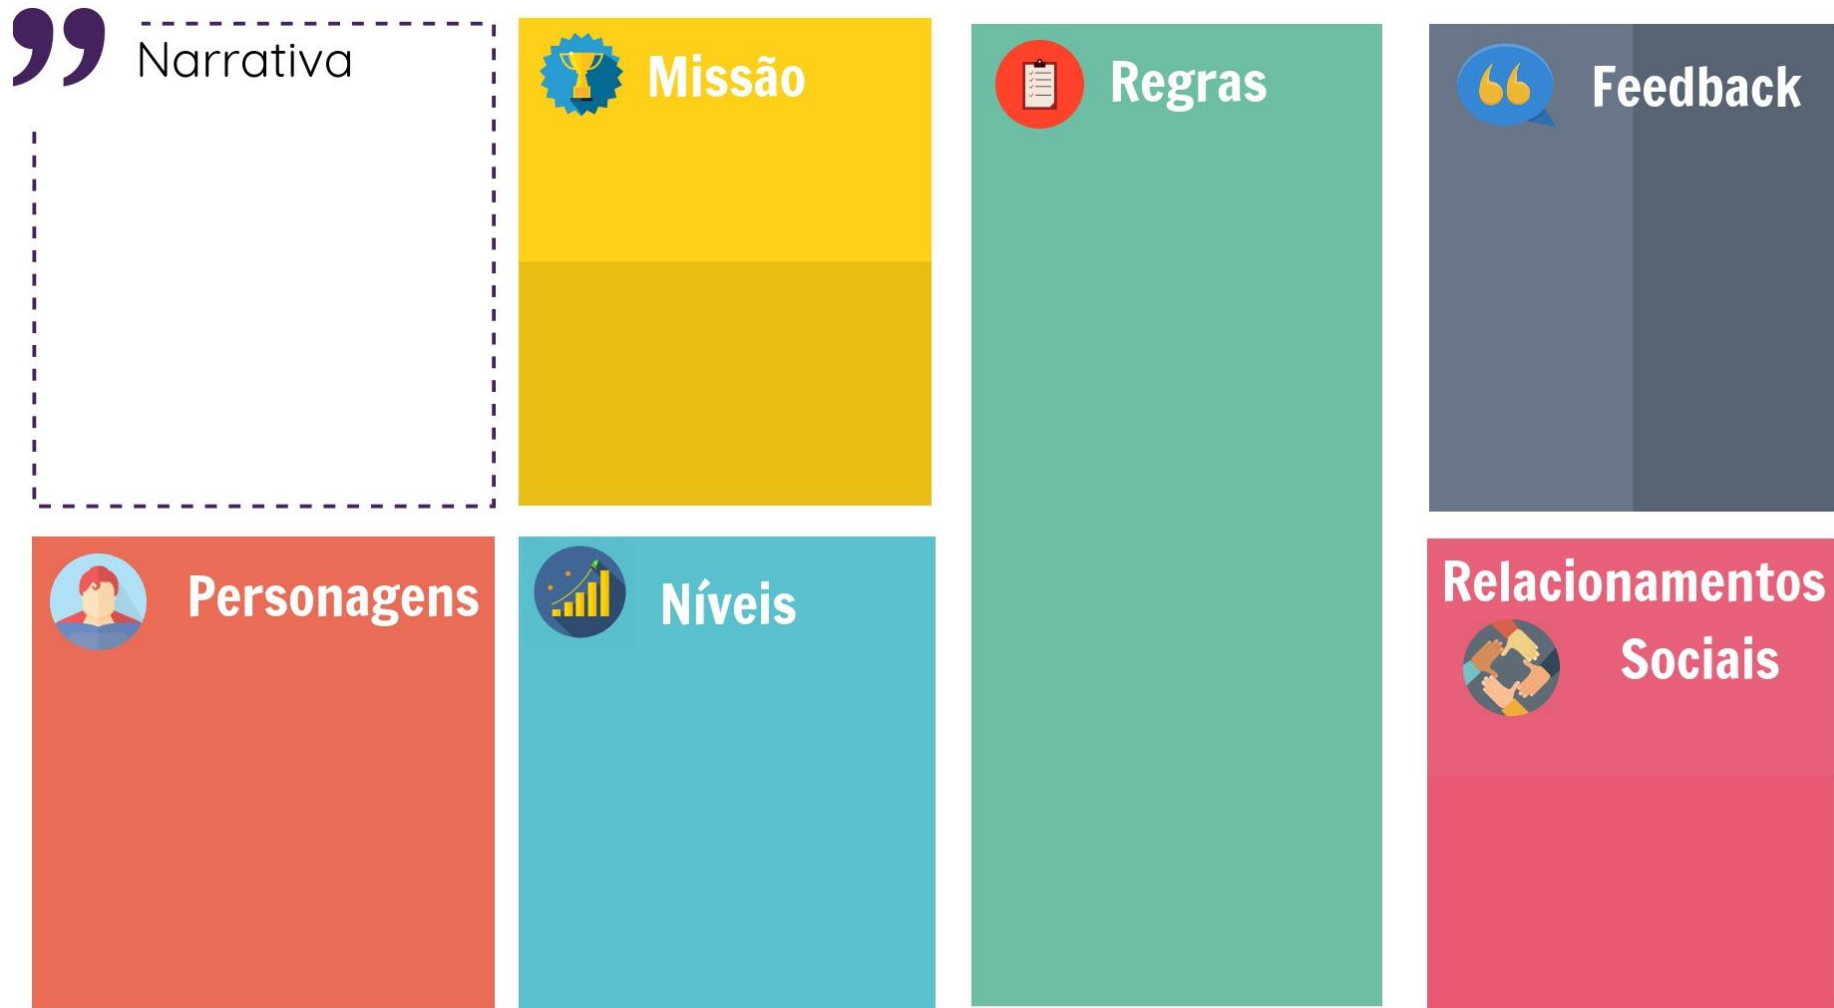 Narrativa
Missão
Regras
Feedback
Personagens
Níveis
Relacionamentos
Sociais